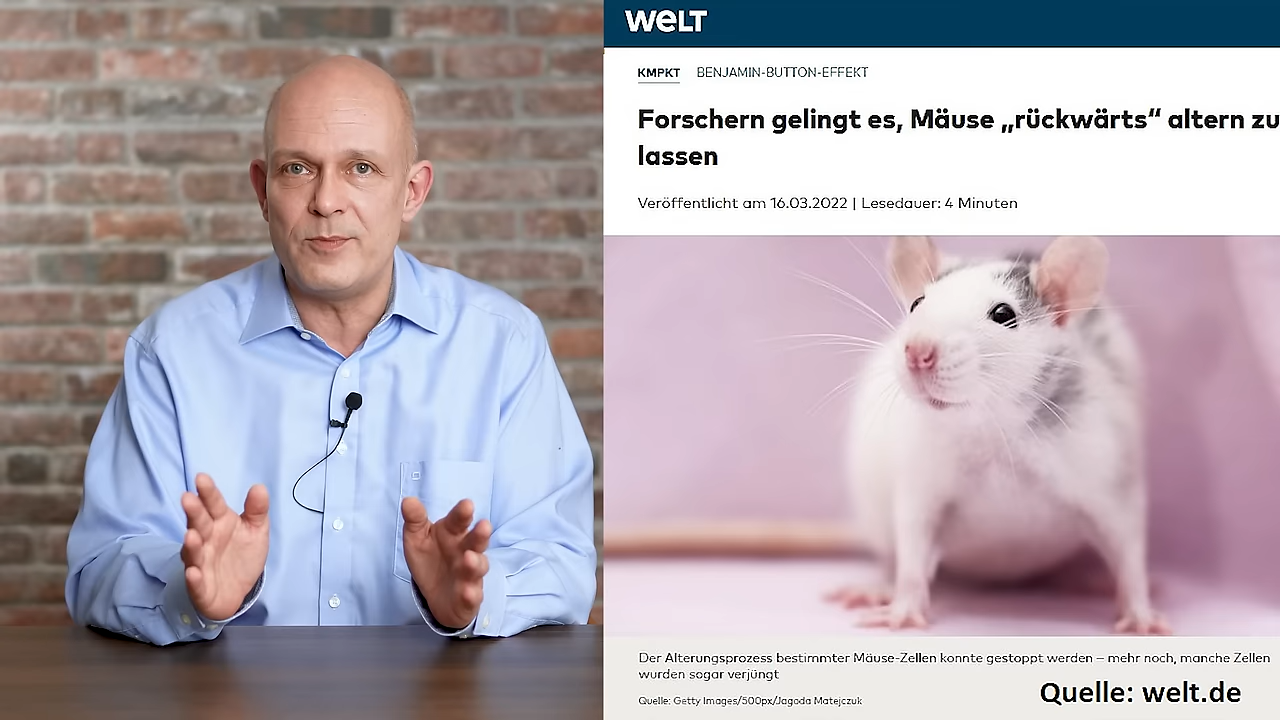 WELT
KMPKT BENJAMIN-BUTTON-EFFEKT
Forschern gelingt es, Mäuse „rückwärts“ altern zu
lassen
Veröffentlicht am 16.03.2022 | Lesedauer: 4 Minuten
Der Alterungsprozess bestimmter Mäuse-Zellen konnte gestoppt werden – mehr noch, manche Zellen
wurden sogar verjüngt
Quelle: Getty Images/500px/Jagoda Matejczuk
Quelle: welt.de